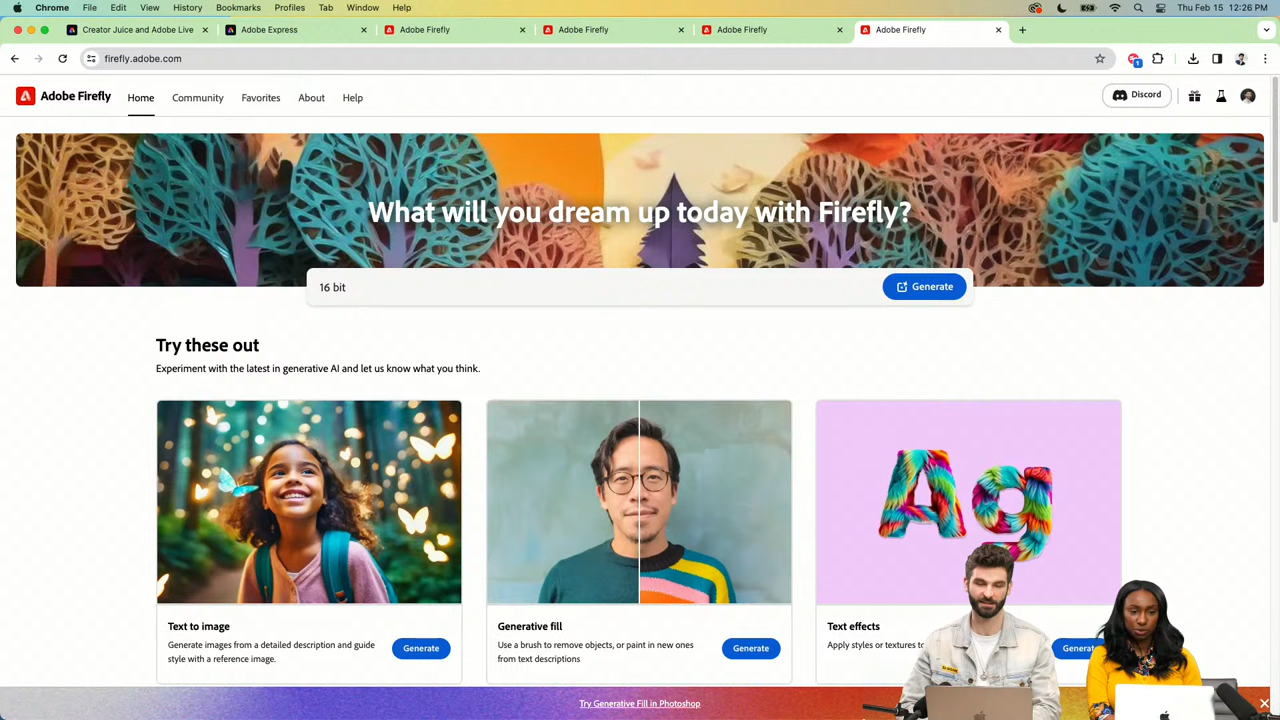 Chrome File Edit View History Bookmarks Profiles Tab Window Help Thu Feb 15 12:26 PM
Creator Juice and Adobe Live Adobe Express Adobe Firefly Adobe Firefly Adobe Firefly Adobe Firefly
firefly.adobe.com 1
Adobe Firefly Home Community Favorites About Help Discord
What will you dream up today with Firefly?
16 bit Generate
Try these out
Experiment with the latest in generative AI and let us know what you think.
Ag
Text to image
Generate images from a detailed description and guide
style with a reference image.
Generate
Generative fill
Use a brush to remove objects, or paint in new ones
from text descriptions
Generate
Text effects
Apply styles or textures to
Try Generative Fill in Photoshop